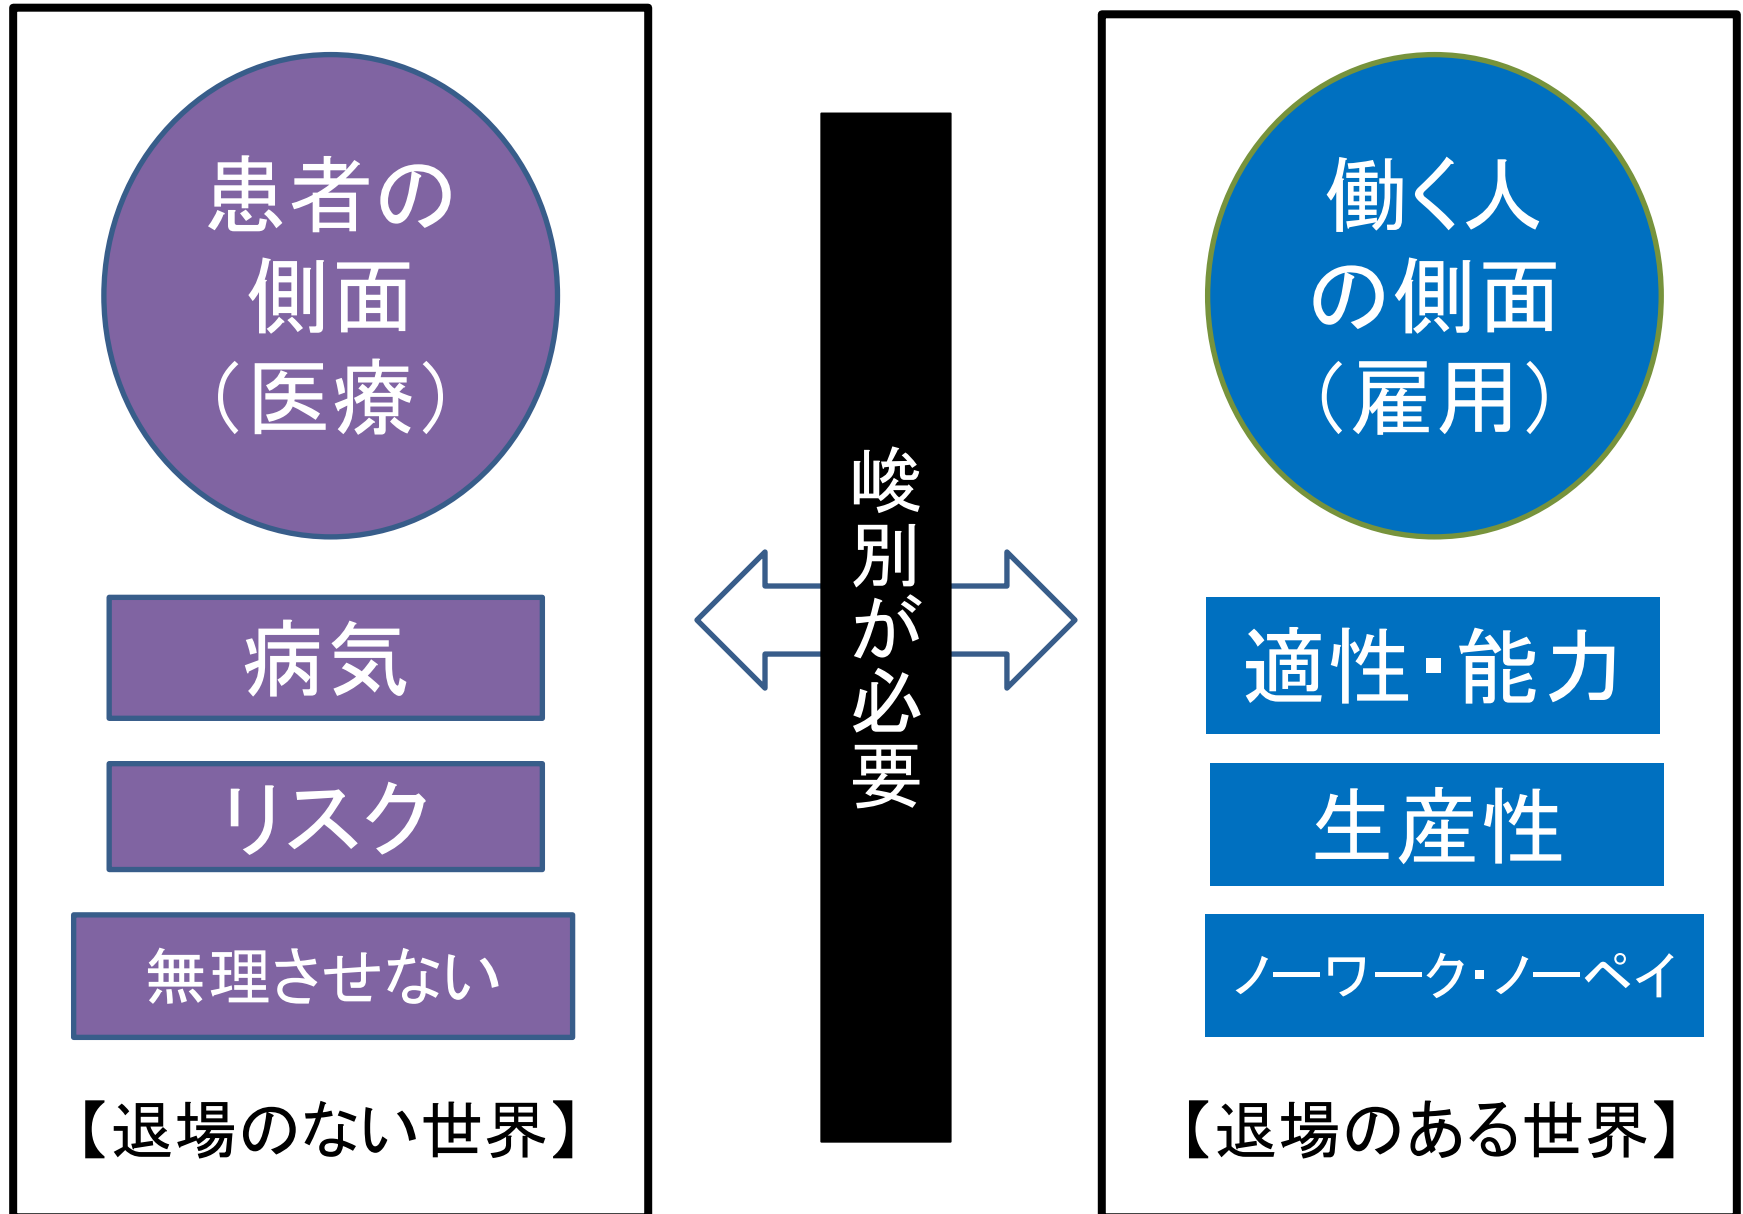 患者の
側面
（医療）
病気
リスク
無理させない
【退場のない世界】
峻別が必要
働く人
の側面
（雇用）
適性・能力
生産性
ノーワーク・ノーペイ
【退場のある世界】